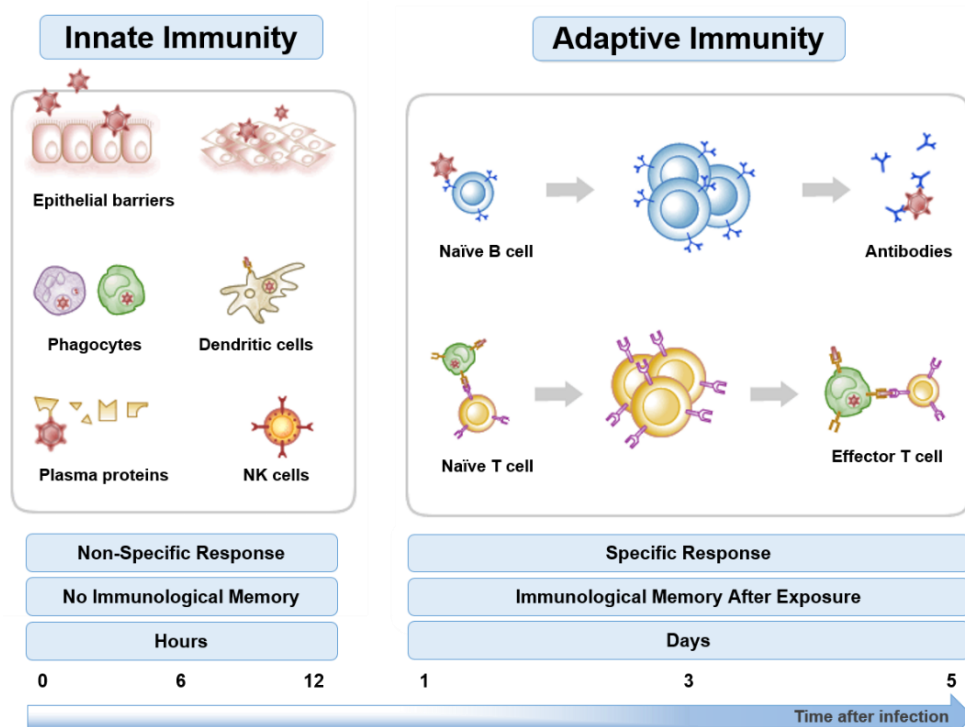 Innate Immunity
Adaptive Immunity
Epithelial barriers
Phagocytes
Dendritic cells
Plasma proteins
NK cells
Naïve B cell
Antibodies
Naïve T cell
Effector T cell
Non-Specific Response
No Immunological Memory
Hours
Specific Response
Immunological Memory After Exposure
Days
0 6 12
1 3 5
Time after infection